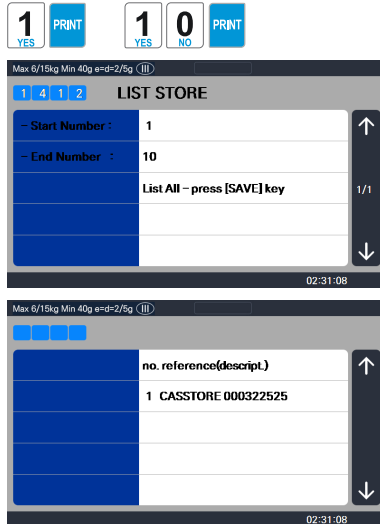 1 YES PRINT 1 YES 0 NO PRINT
Max 6/15kg Min 40g e=d=2/5g III
1 4 1 2 LIST STORE
- Start Number : 1
- End Number : 10
List All - press [SAVE] key
1/1
02:31:08
Max 6/15kg Min 40g e=d=2/5g III
no. reference(descript.)
1 CASSTORE 000322525
02:31:08